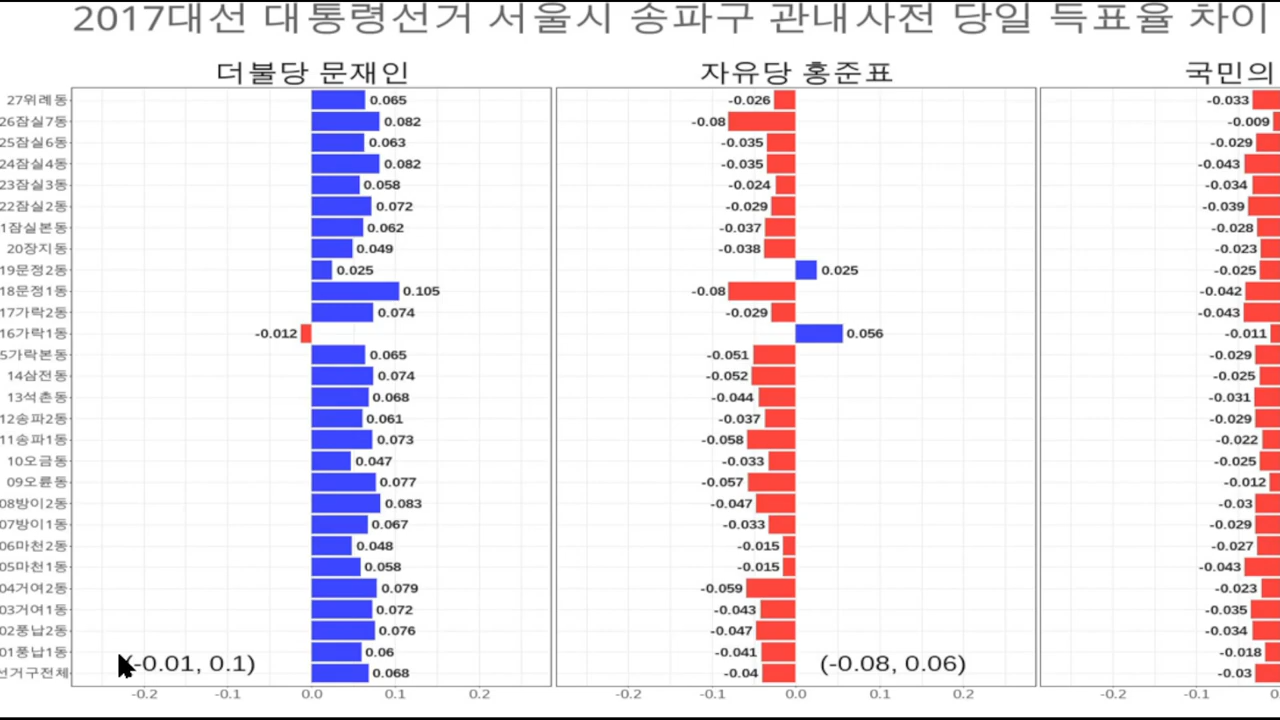 2017대선 대통령선거 서울시 송파구 관내사전 당일 득표율 차이
더불당 문재인 자유당 홍준표 국민의
27위례동 0.065 -0.026 -0.033
26잠실7동 0.082 -0.08 -0.009
25잠실6동 0.063 -0.035 -0.029
24잠실4동 0.082 -0.035 -0.043
23잠실3동 0.058 -0.024 -0.034
22잠실2동 0.072 -0.029 -0.039
1잠실본동 0.062 -0.037 -0.028
20장지동 0.049 -0.038 -0.023
19문정2동 0.025 0.025 -0.025
18문정1동 0.105 -0.08 -0.042
17가락2동 0.074 -0.029 -0.043
16가락1동 -0.012 0.056 -0.011
5가락본동 0.065 -0.051 -0.029
14삼전동 0.074 -0.052 -0.025
13석촌동 0.068 -0.044 -0.031
12송파2동 0.061 -0.037 -0.029
11송파1동 0.073 -0.058 -0.022
10오금동 0.047 -0.033 -0.025
09오륜동 0.077 -0.057 -0.012
08방이2동 0.083 -0.047 -0.03
07방이1동 0.067 -0.033 -0.029
06마천2동 0.048 -0.015 -0.027
05마천1동 0.058 -0.015 -0.043
04거여2동 0.079 -0.059 -0.023
03거여1동 0.072 -0.043 -0.035
02풍납2동 0.076 -0.047 -0.034
01풍납1동 0.06 -0.041 -0.018
선거구전체 0.068 -0.04 -0.03
(-0.01, 0.1) (-0.08, 0.06)
-0.2 -0.1 0.0 0.1 0.2 -0.2 -0.1 0.0 0.1 0.2 -0.2 -0.1